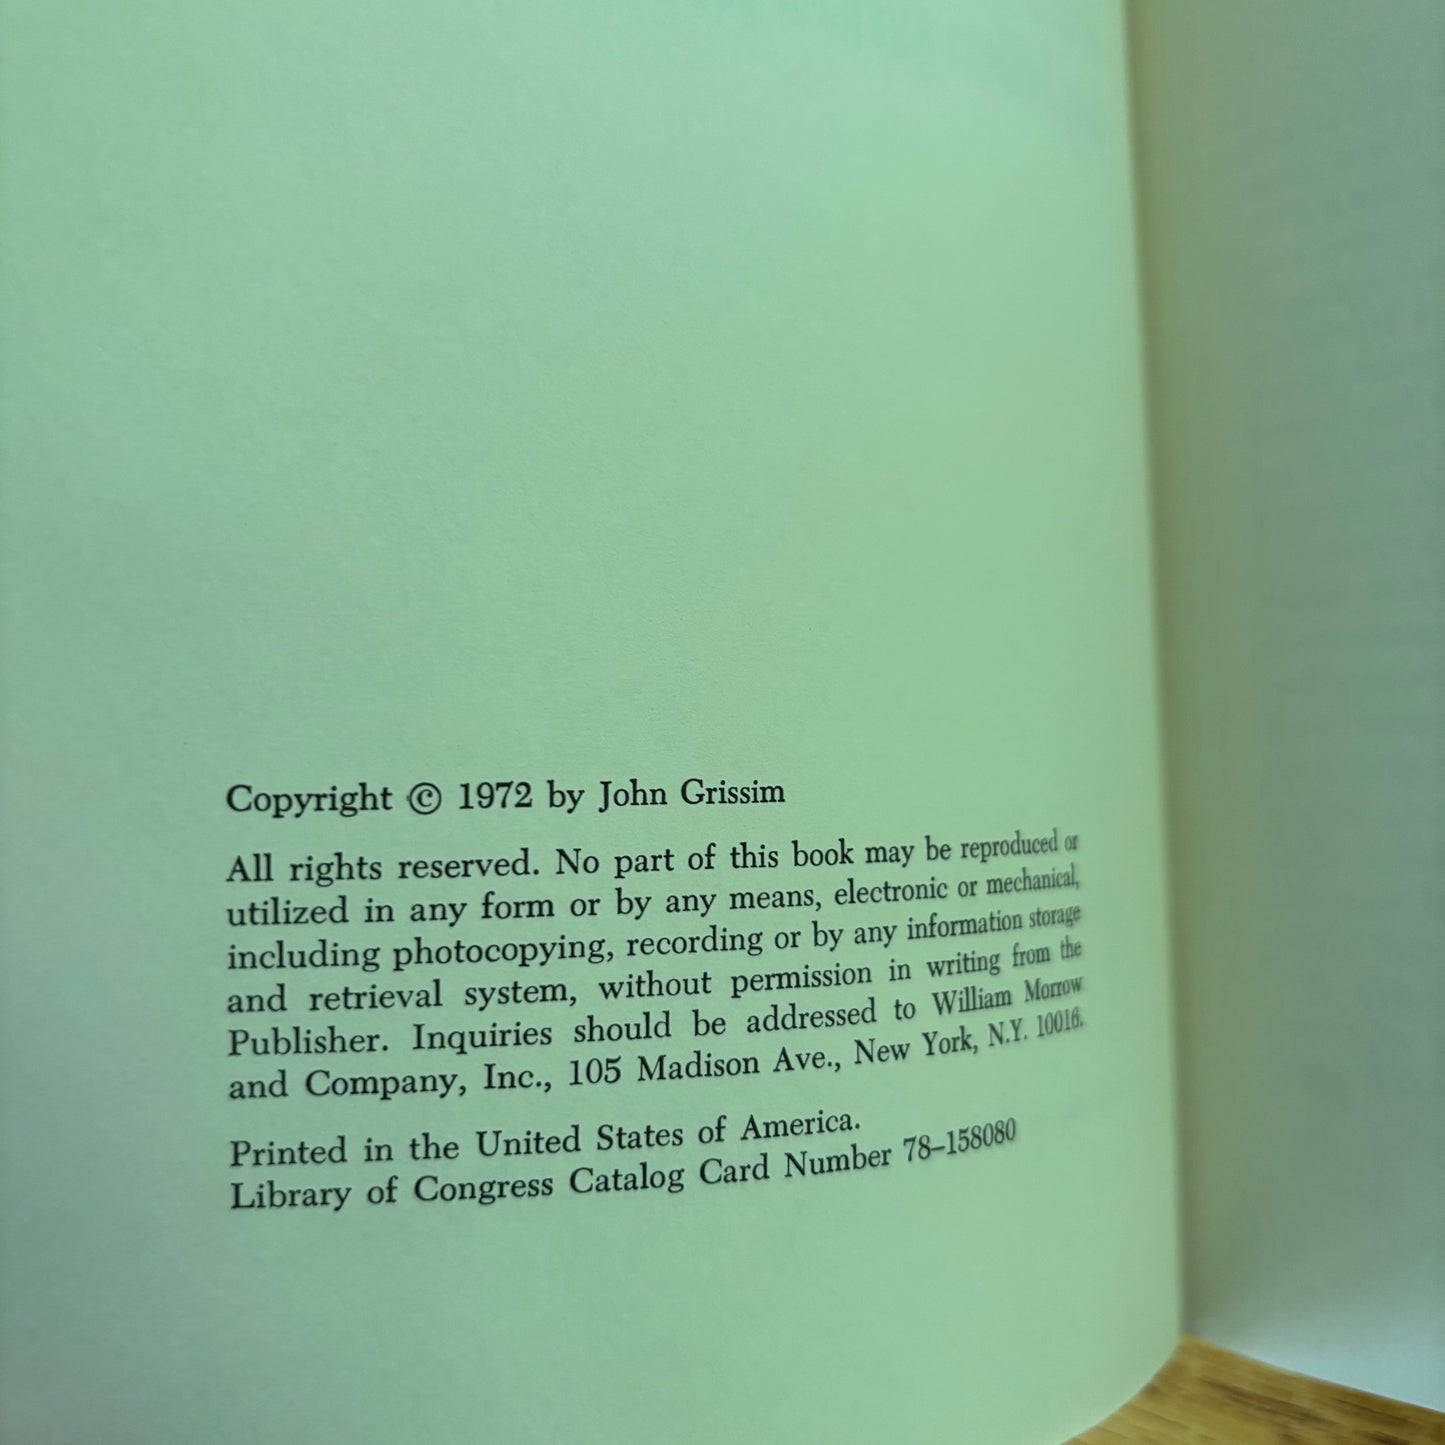 Copyright © 1972 by John Grissim
All rights reserved. No part of this book may be reproduced or
utilized in any form or by any means, electronic or mechanical,
including photocopying, recording or by any information storage
and retrieval system, without permission in writing from the
Publisher. Inquiries should be addressed to William Morrow
and Company, Inc., 105 Madison Ave., New York, N.Y. 10016.
Printed in the United States of America.
Library of Congress Catalog Card Number 78–158080